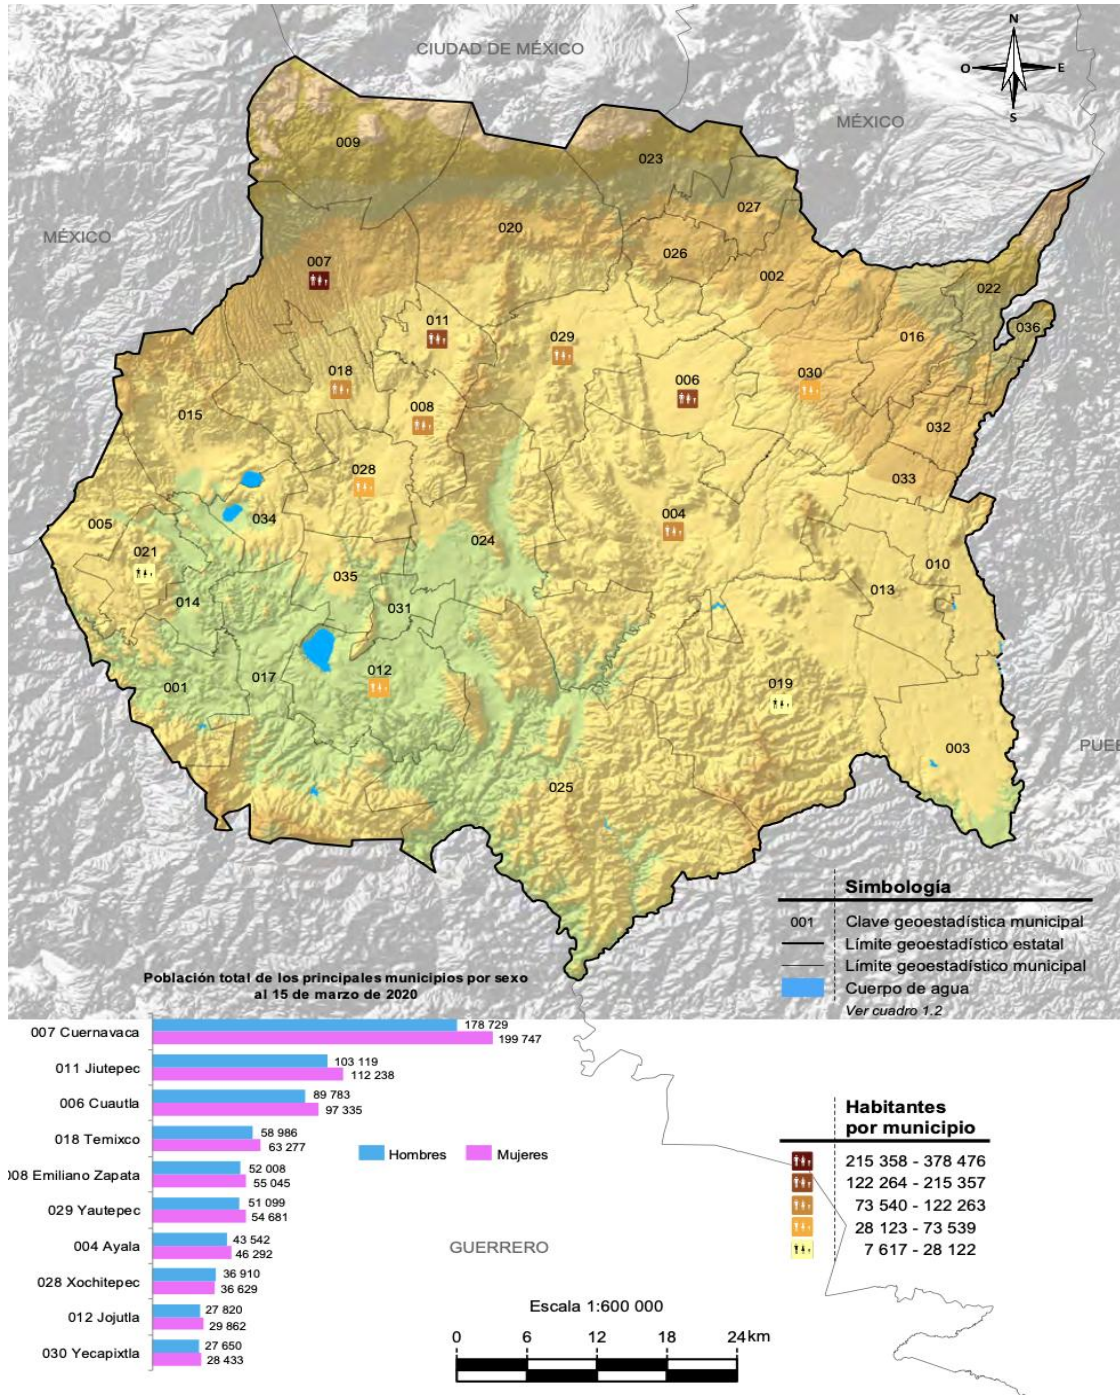 CIUDAD DE MÉXICO
N
O E
S
MÉXICO
009
023
027
020
MÉXICO
026
007
002
022
036
011
029
016
018
030
006
015
008
032
028
033
005
034
004
021
024
010
035
013
014
031
012
017
001
019
003
PUEB
025
Simbología
001 Clave geoestadística municipal
Límite geoestadístico estatal
Límite geoestadístico municipal
Cuerpo de agua
Ver cuadro 1.2
Población total de los principales municipios por sexo
al 15 de marzo de 2020
007 Cuernavaca 178 729
199 747
011 Jiutepec 103 119
112 238
006 Cuautla 89 783
97 335
018 Temixco 58 986
63 277
008 Emiliano Zapata 52 008
55 045
029 Yautepec 51 099
54 681
004 Ayala 43 542
46 292
028 Xochitepec 36 910
36 629
012 Jojutla 27 820
29 862
030 Yecapixtla 27 650
28 433
Hombres Mujeres
Habitantes
por municipio
215 358 - 378 476
122 264 - 215 357
73 540 - 122 263
28 123 - 73 539
7 617 - 28 122
GUERRERO
Escala 1:600 000
0 6 12 18 24 km